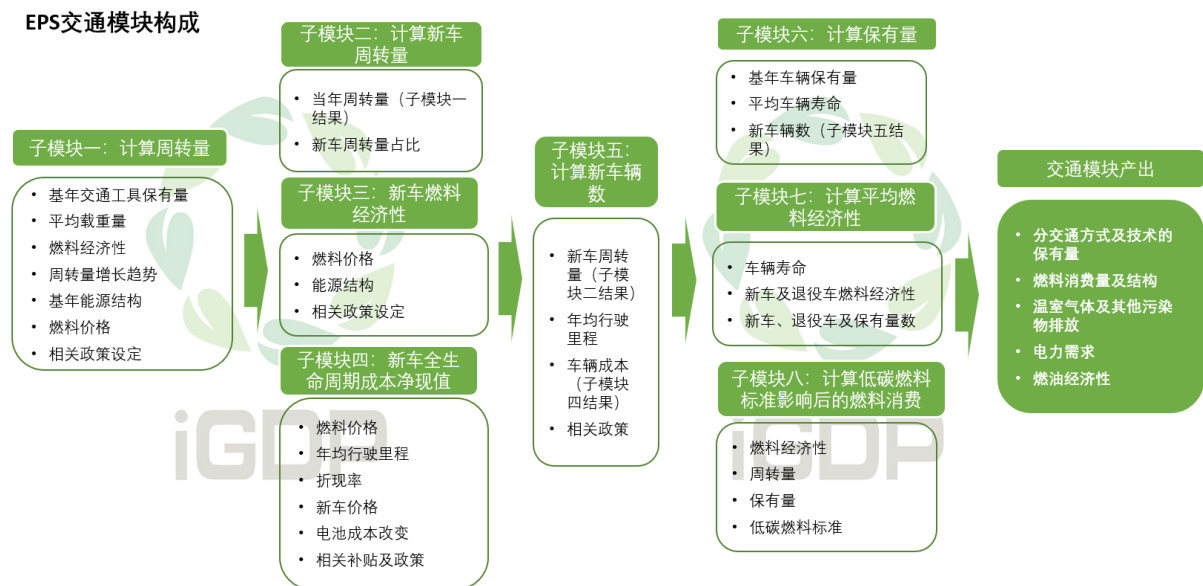 EPS交通模块构成
子模块一：计算周转量
• 基年交通工具保有量
• 平均载重量
• 燃料经济性
• 周转量增长趋势
• 基年能源结构
• 燃料价格
• 相关政策设定
子模块二：计算新车
周转量
• 当年周转量（子模块一
结果）
• 新车周转量占比
子模块三：新车燃料
经济性
• 燃料价格
• 能源结构
• 相关政策设定
子模块四：新车全生
命周期成本净现值
• 燃料价格
• 年均行驶里程
• 折现率
• 新车价格
• 电池成本改变
• 相关补贴及政策
子模块五：
计算新车辆
数
• 新车周转
量（子模
块二结果）
• 年均行驶
里程
• 车辆成本
（子模块
四结果）
• 相关政策
子模块六：计算保有量
• 基年车辆保有量
• 平均车辆寿命
• 新车辆数（子模块五结
果）
子模块七：计算平均燃
料经济性
• 车辆寿命
• 新车及退役车燃料经济性
• 新车、退役车及保有量数
子模块八：计算低碳燃料
标准影响后的燃料消费
• 燃料经济性
• 周转量
• 保有量
• 低碳燃料标准
交通模块产出
• 分交通方式及技术的
保有量
• 燃料消费量及结构
• 温室气体及其他污染
物排放
• 电力需求
• 燃油经济性
iGDP
iGDP